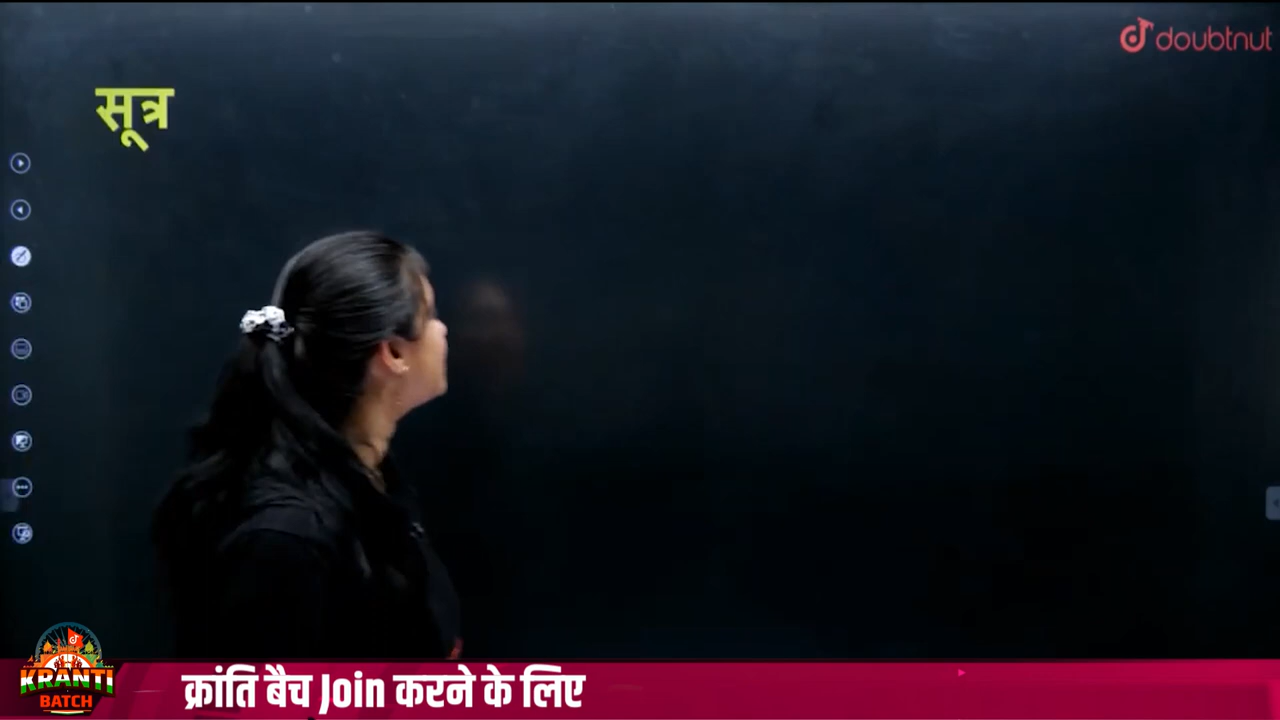 doubtnut
सूत्र
KRANTI
BATCH
क्रांति बैच Join करने के लिए